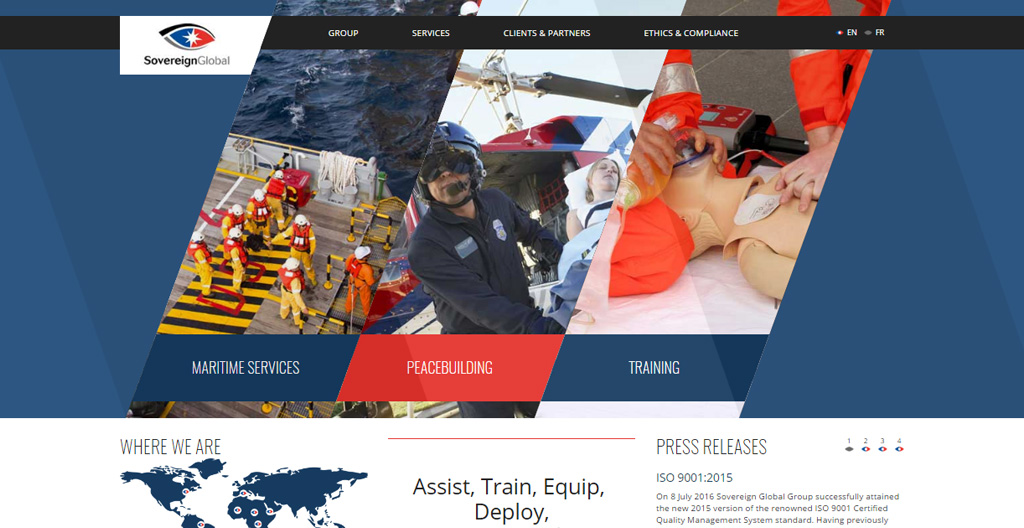 SovereignGlobal
GROUP
SERVICES
CLIENTS & PARTNERS
ETHICS & COMPLIANCE
EN
FR
MARITIME SERVICES
PEACEBUILDING
TRAINING
WHERE WE ARE
Assist, Train, Equip,
Deploy,
PRESS RELEASES
1 2 3 4
ISO 9001:2015
On 8 July 2016 Sovereign Global Group successfully attained
the new 2015 version of the renowned ISO 9001 Certified
Quality Management System standard. Having previously